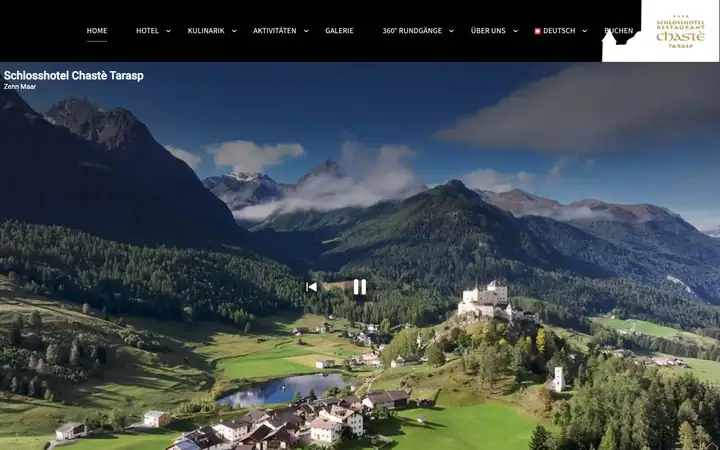 HOME HOTEL KULINARIK AKTIVITÄTEN GALERIE 360° RUNDGÄNGE ÜBER UNS DEUTSCH BUCHEN
SCHLOSSHOTEL
RESTAURANT
chastè
TARASP
Schlosshotel Chastè Tarasp
Zenn Maar